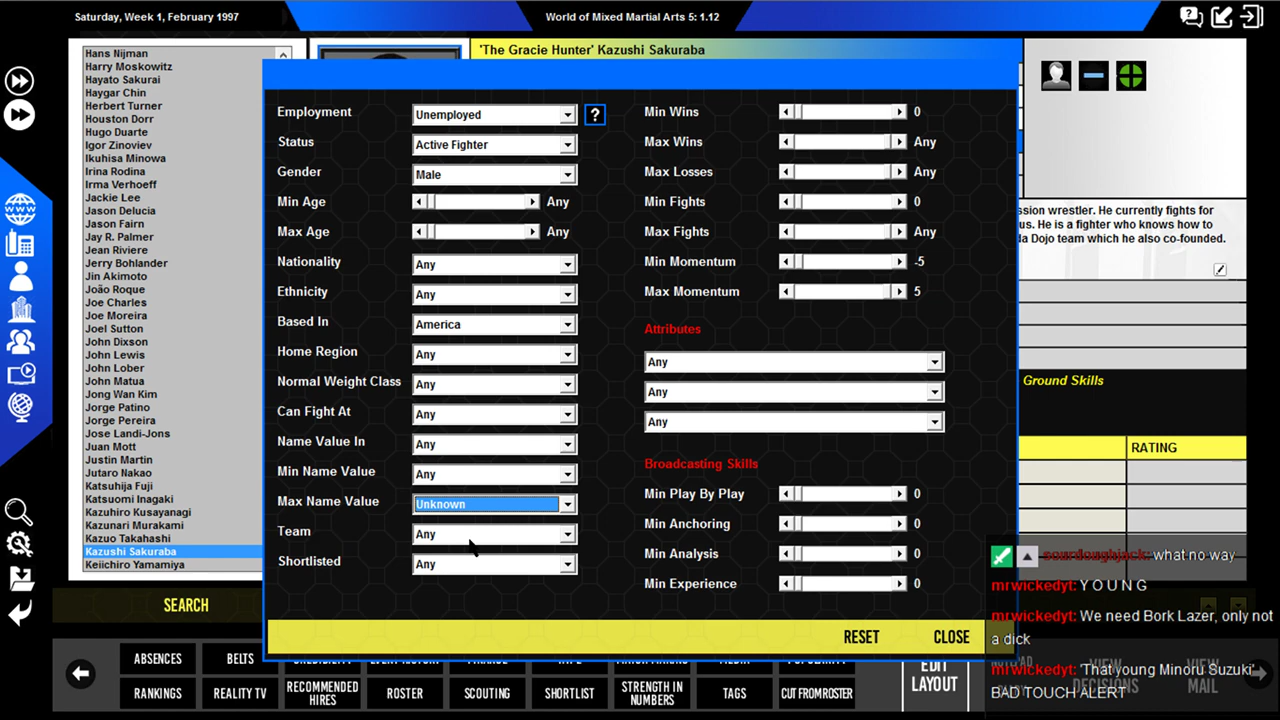 Saturday, Week 1, February 1997
World of Mixed Martial Arts 5: 1.12
Hans Nijman
Harry Moskowitz
Hayato Sakurai
Haygar Chin
Herbert Turner
Houston Dorr
Hugo Duarte
Igor Zinoviev
Ikuhisa Minowa
Irina Rodina
Irma Verhoeff
Jackie Lee
Jason Delucia
Jason Fairn
Jay R. Palmer
Jean Riviere
Jerry Bohlander
Jin Akimoto
João Roque
Joe Charles
Joe Moreira
Joel Sutton
John Dixson
John Lewis
John Lober
John Matua
Jong Wan Kim
Jorge Patino
Jorge Pereira
Jose Landi-Jons
Juan Mott
Justin Martin
Jutaro Nakao
Katsuhija Fuji
Katsuomi Inagaki
Kazuhiro Kusayanagi
Kazunari Murakami
Kazuo Takahashi
Kazushi Sakuraba
Keiichiro Yamamiya
SEARCH
'The Gracie Hunter' Kazushi Sakuraba
Employment Unemployed ?
Status Active Fighter
Gender Male
Min Age Any
Max Age Any
Nationality Any
Ethnicity Any
Based In America
Home Region Any
Normal Weight Class Any
Can Fight At Any
Name Value In Any
Min Name Value Any
Max Name Value Unknown
Team Any
Shortlisted Any
Min Wins 0
Max Wins Any
Max Losses Any
Min Fights 0
Max Fights Any
Min Momentum -5
Max Momentum 5
Attributes
Any
Any
Any
Broadcasting Skills
Min Play By Play 0
Min Anchoring 0
Min Analysis 0
Min Experience 0
RESET CLOSE
ssion wrestler. He currently fights for
us. He is a fighter who knows how to
da Dojo team which he also co-founded.
Ground Skills
RATING
sourdoughjack: what no way
mrwickedyt: Y O U N G
mrwickedyt: We need Bork Lazer, only not
a dick
mrwickedyt: 'That young Minoru Suzuki'
BAD TOUCH ALERT
ABSENCES BELTS
RANKINGS REALITY TV RECOMMENDED HIRES ROSTER SCOUTING SHORTLIST STRENGTH IN NUMBERS TAGS CUT FROM ROSTER
EDIT LAYOUT
VIEW DECISIONS
VIEW MAIL